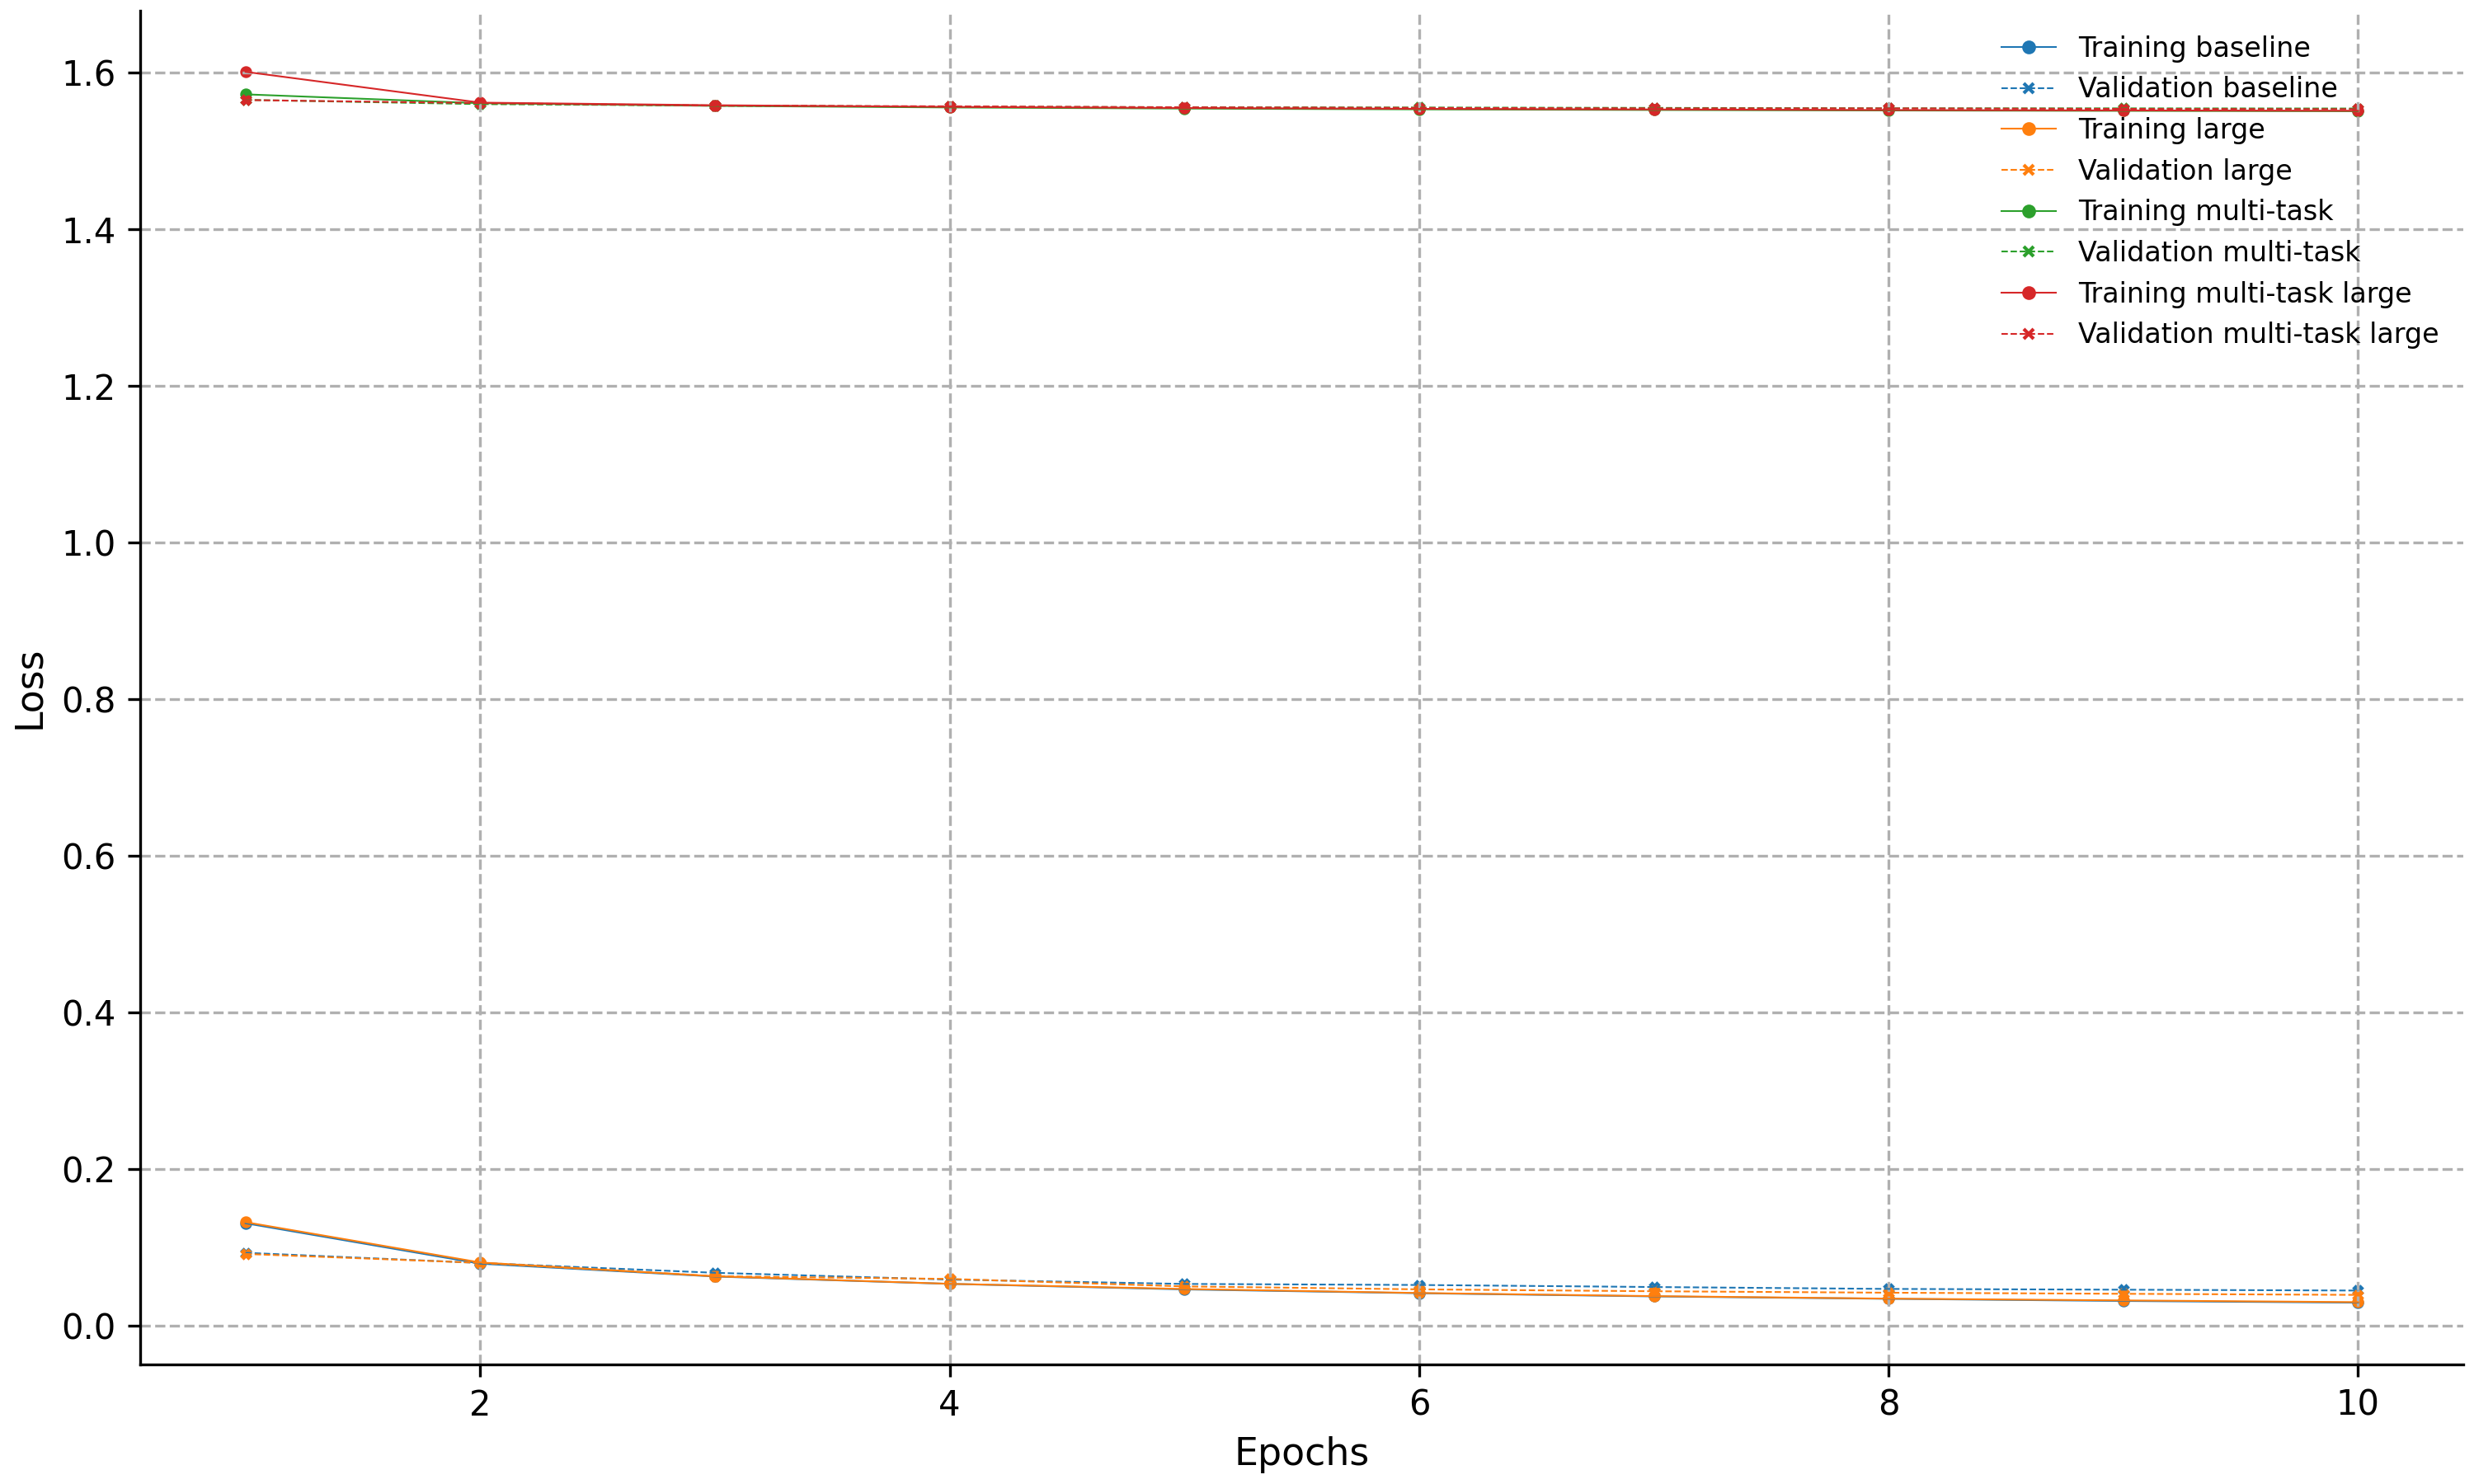 Training baseline
Validation baseline
Training large
Validation large
Training multi-task
Validation multi-task
Training multi-task large
Validation multi-task large
1.6
1.4
1.2
1.0
0.8
0.6
0.4
0.2
0.0
Loss
2 4 6 8 10
Epochs